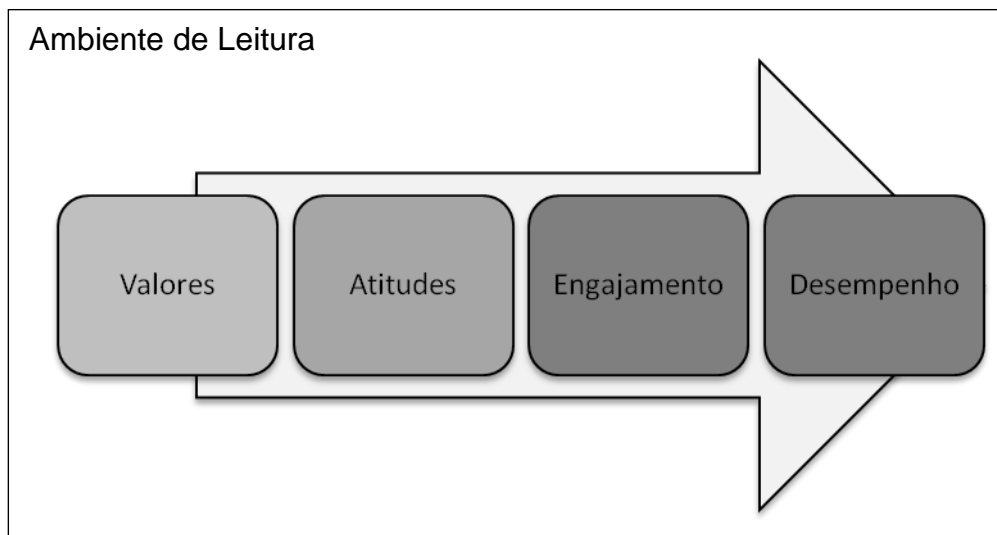 Ambiente de Leitura
Valores
Atitudes
Engajamento
Desempenho